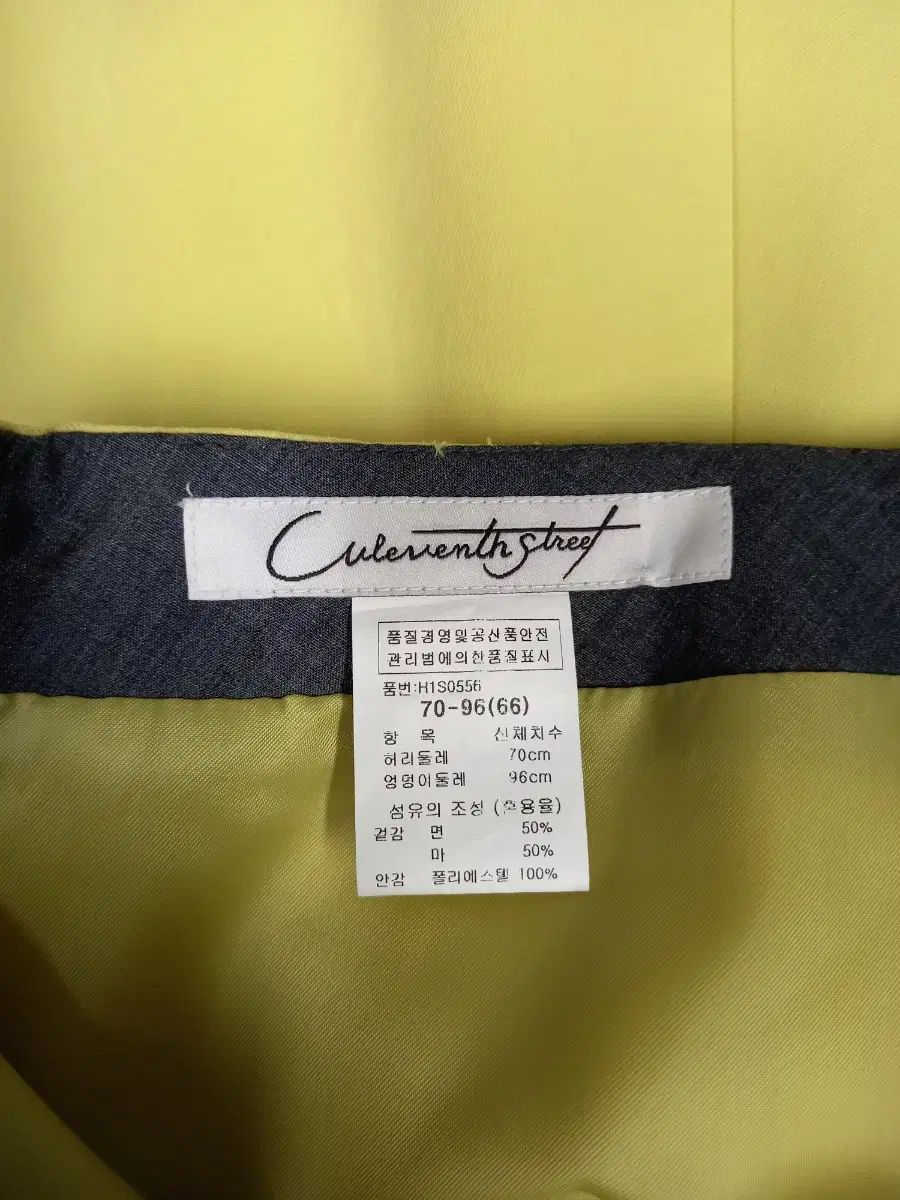 Culeventh street
품질경영및공산품안전
관리법에의한품질표시
품번:H1S0556
70-96(66)
항 목 신체치수
허리둘레 70cm
엉덩이둘레 96cm
섬유의 조성 (혼용율)
겉감 면 50%
마 50%
안감 폴리에스텔 100%